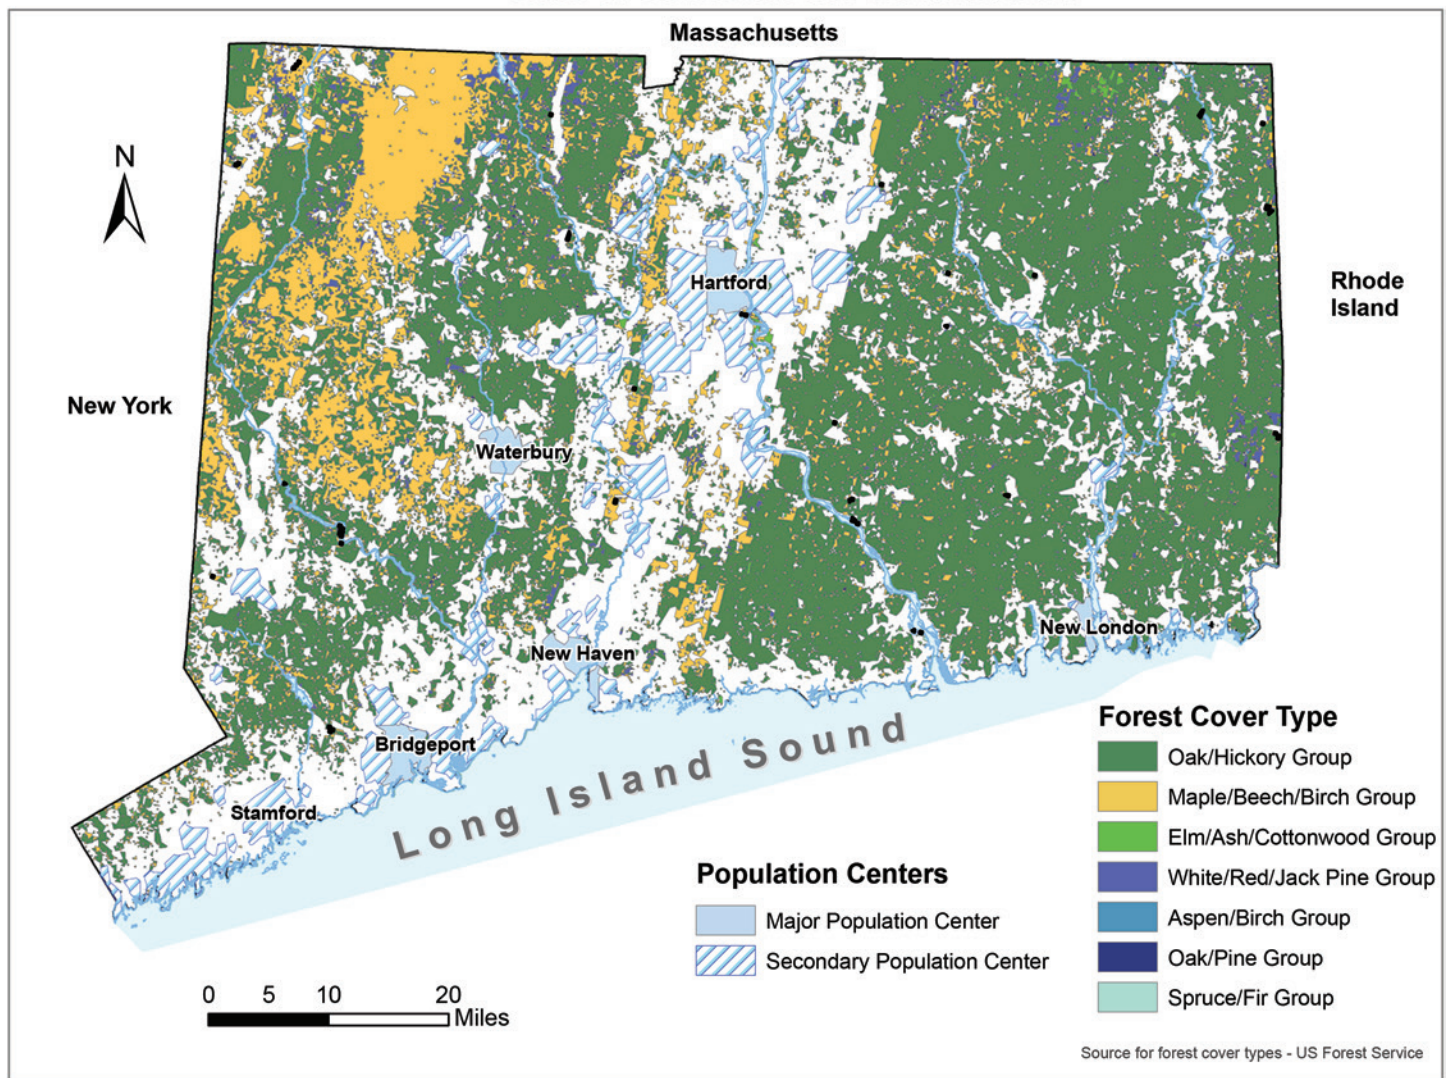 Massachusetts
N
Hartford
Rhode
Island
New York
Waterbury
New Haven
New London
Bridgeport
Stamford
Long Island Sound
Forest Cover Type
Oak/Hickory Group
Maple/Beech/Birch Group
Elm/Ash/Cottonwood Group
White/Red/Jack Pine Group
Aspen/Birch Group
Oak/Pine Group
Spruce/Fir Group
Population Centers
Major Population Center
Secondary Population Center
0 5 10 20
Miles
Source for forest cover types - US Forest Service